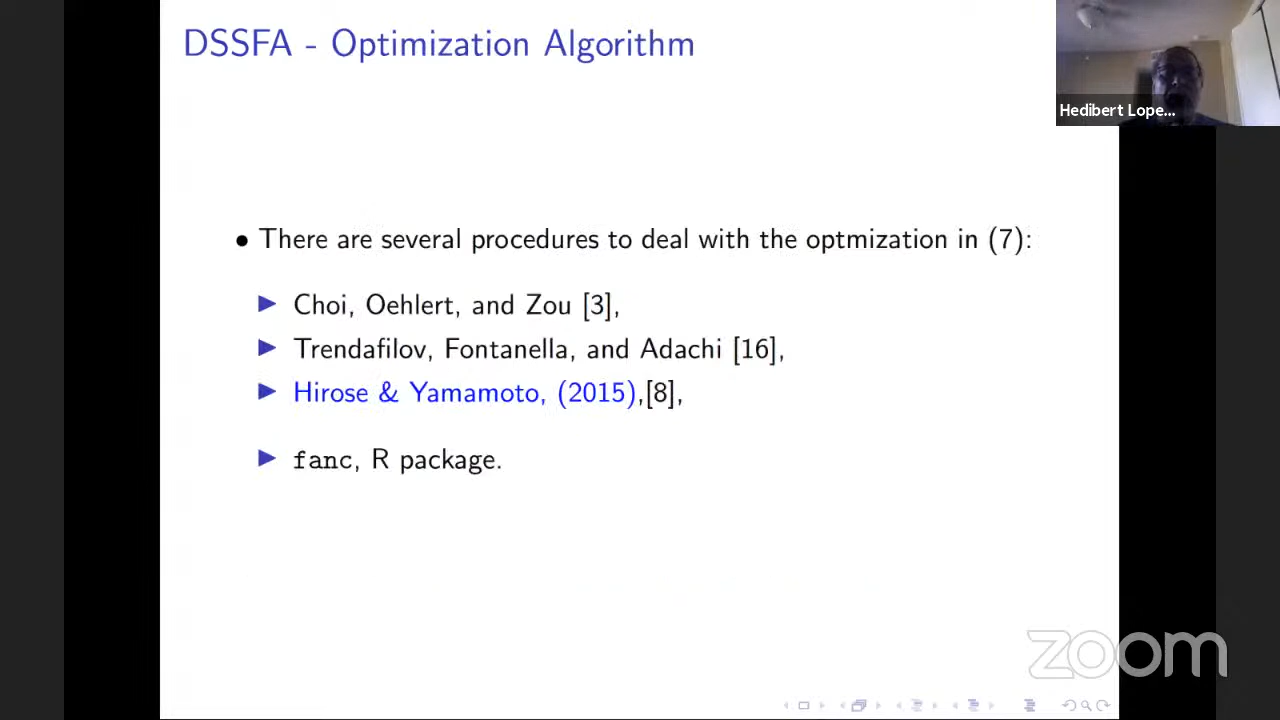 DSSFA - Optimization Algorithm
Hedibert Lope...
• There are several procedures to deal with the optmization in (7):
▶ Choi, Oehlert, and Zou [3],
▶ Trendafilov, Fontanella, and Adachi [16],
▶ Hirose & Yamamoto, (2015),[8],
▶ fanc, R package.
zoom